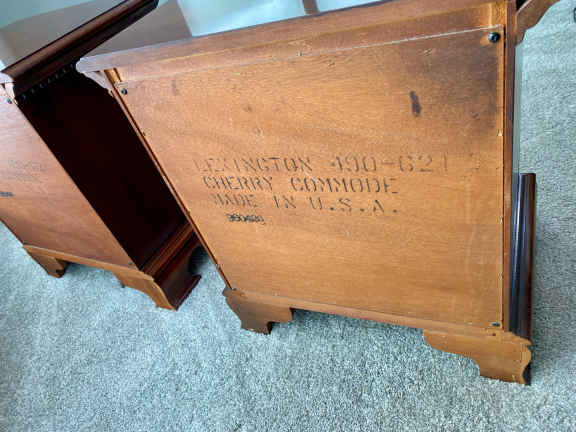 LEXINGTON 490-621
CHERRY COMMODE
MADE IN U.S.A.